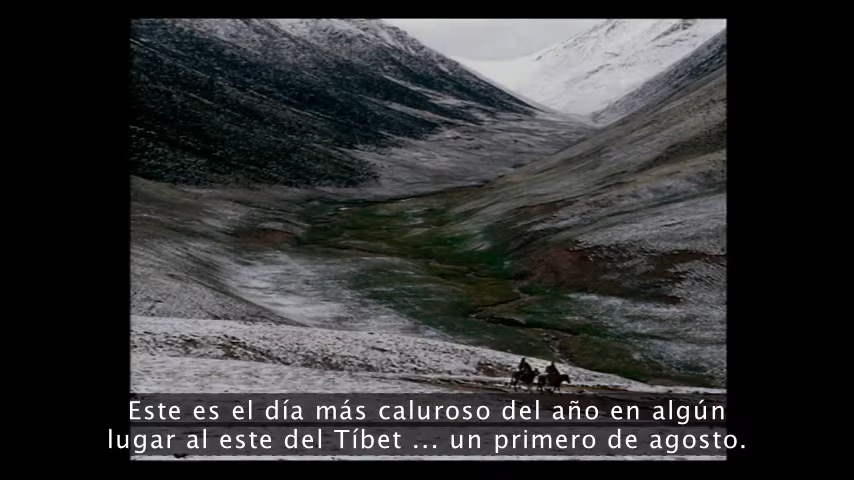 Este es el día más caluroso del año en algún
lugar al este del Tíbet ... un primero de agosto.